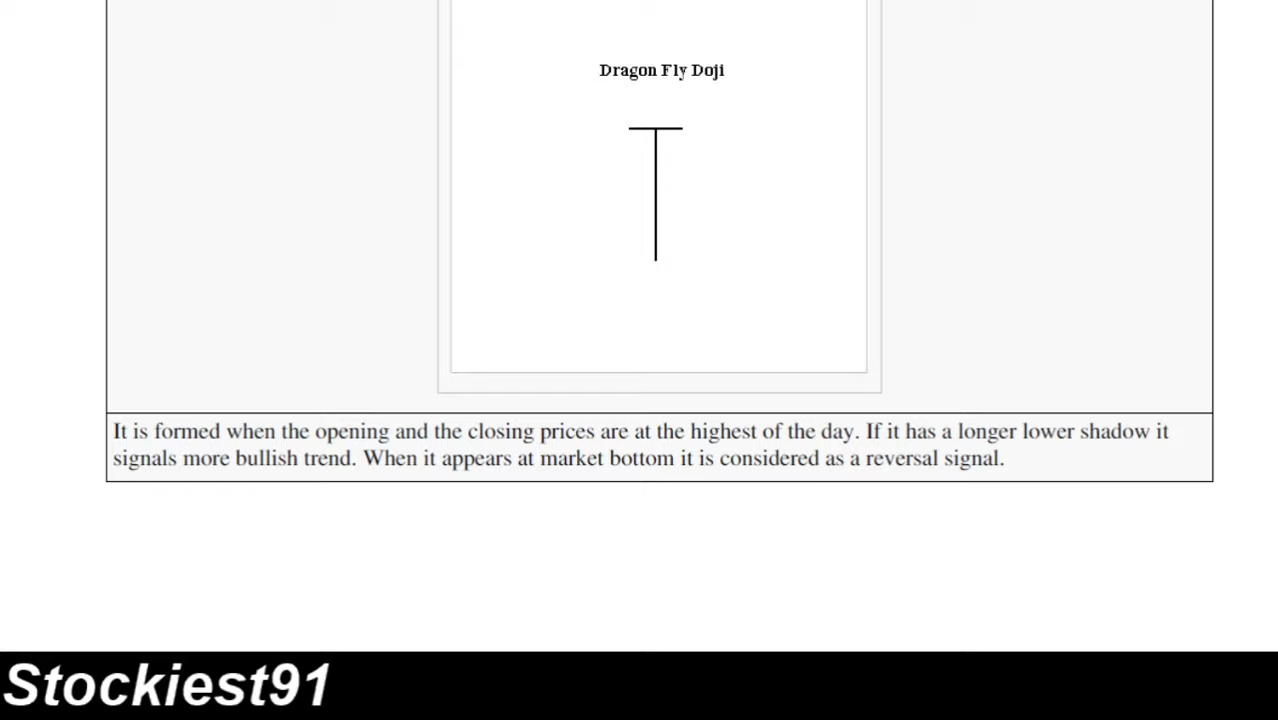 Dragon Fly Doji
It is formed when the opening and the closing prices are at the highest of the day. If it has a longer lower shadow it
signals more bullish trend. When it appears at market bottom it is considered as a reversal signal.
Stockiest91